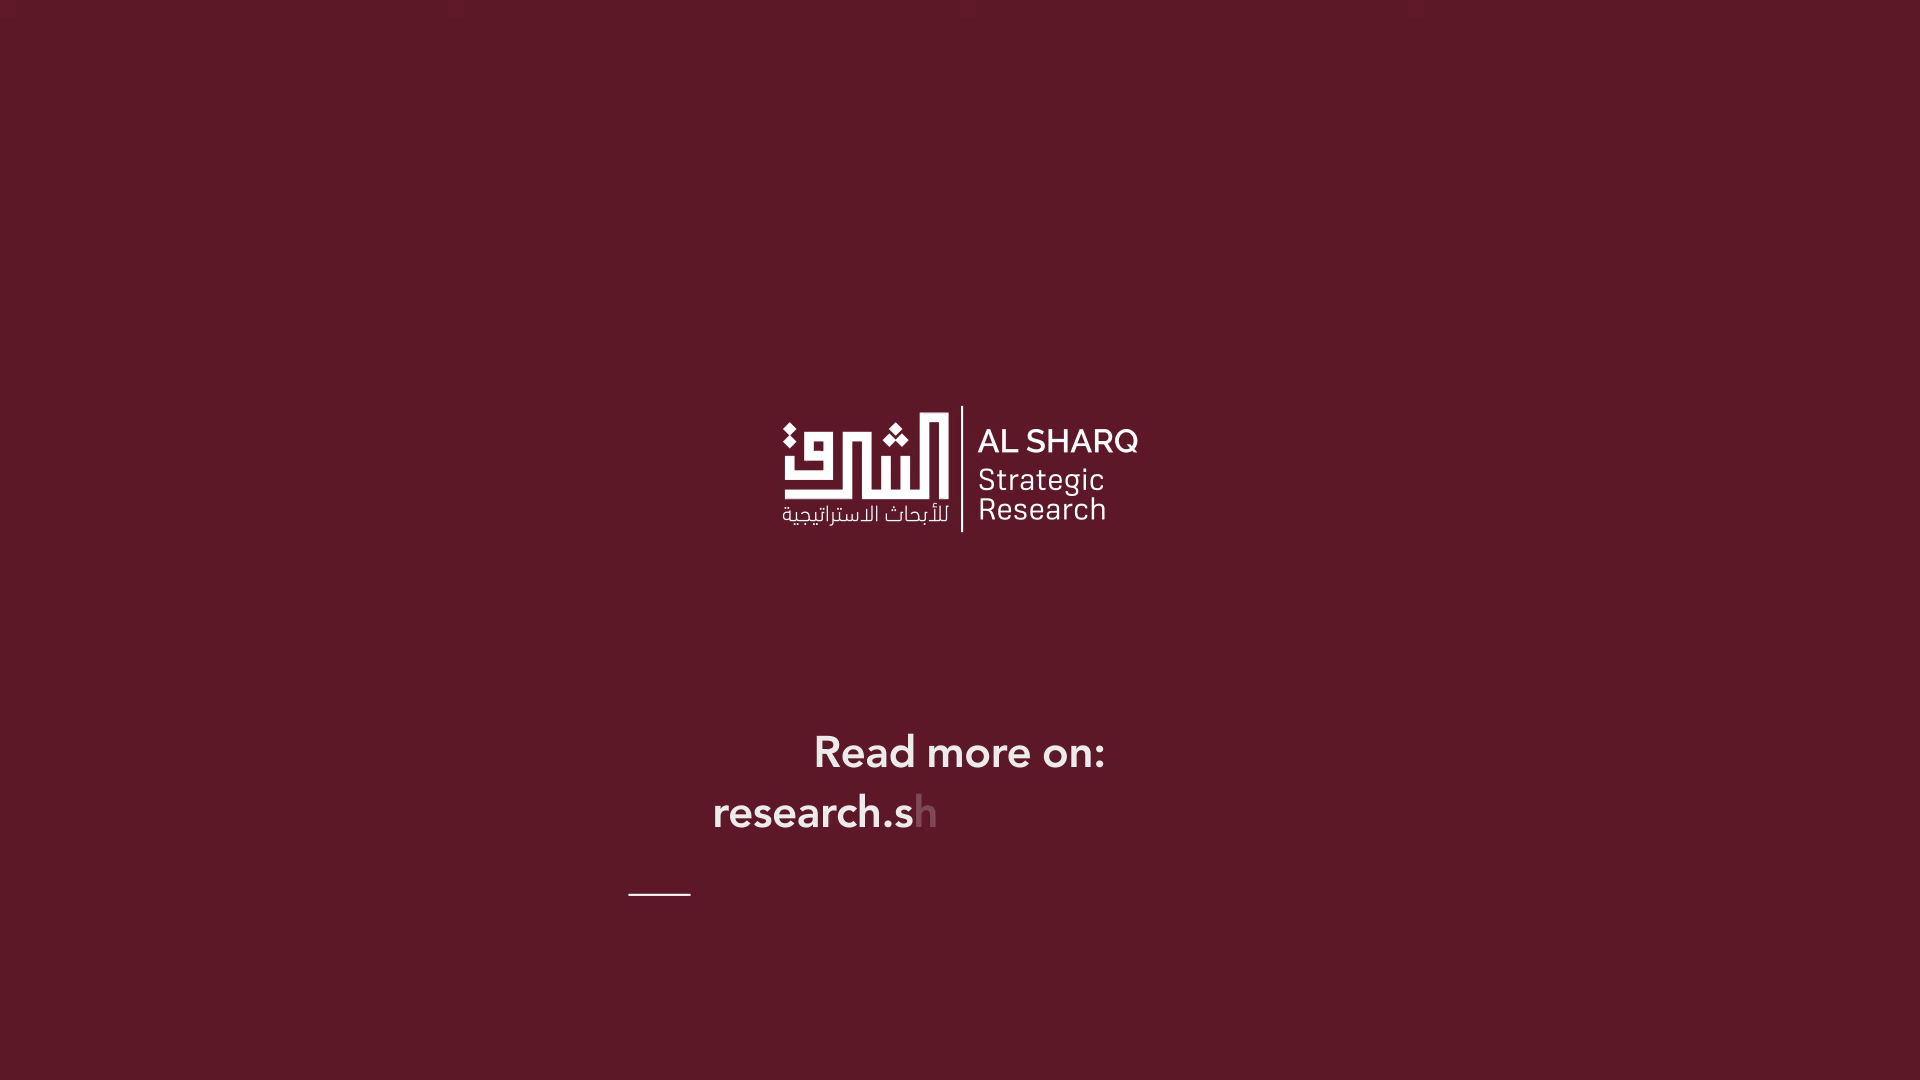 الشرق
للأبحاث الاستراتيجية
AL SHARQ
Strategic
Research
Read more on:
research.sh